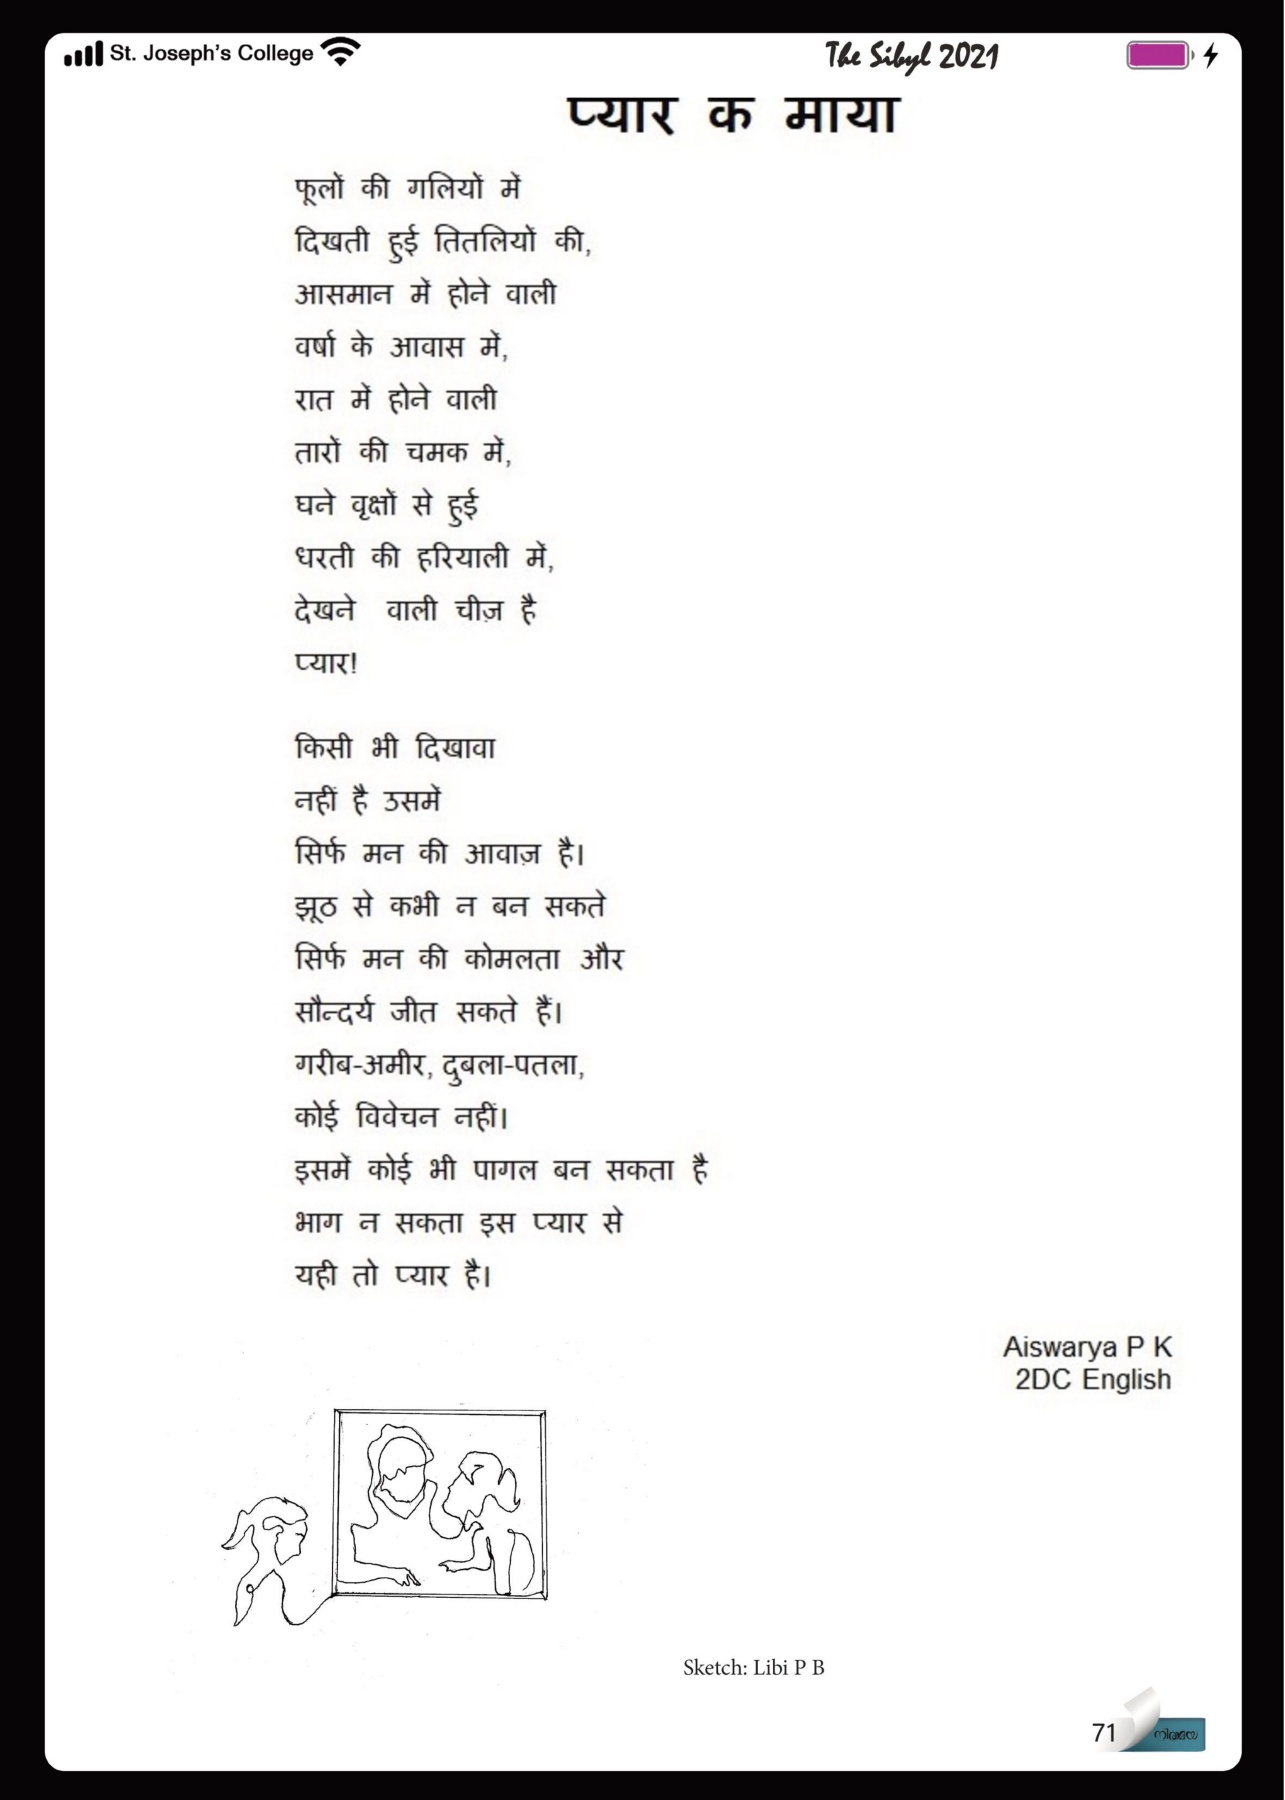 St. Joseph's College
The Sibyl 2021
प्यार क माया
फूलों की गलियों में
दिखती हुई तितलियों की,
आसमान में होने वाली
वर्षा के आवास में,
रात में होने वाली
तारों की चमक में,
घने वृक्षों से हुई
धरती की हरियाली में,
देखने वाली चीज़ है
प्यार!
किसी भी दिखावा
नहीं है उसमें
सिर्फ मन की आवाज़ है।
झूठ से कभी न बन सकते
सिर्फ मन की कोमलता और
सौन्दर्य जीत सकते हैं।
गरीब-अमीर, दुबला-पतला,
कोई विवेचन नहीं।
इसमें कोई भी पागल बन सकता है
भाग न सकता इस प्यार से
यही तो प्यार है।
Aiswarya P K
2DC English
Sketch: Libi P B
71